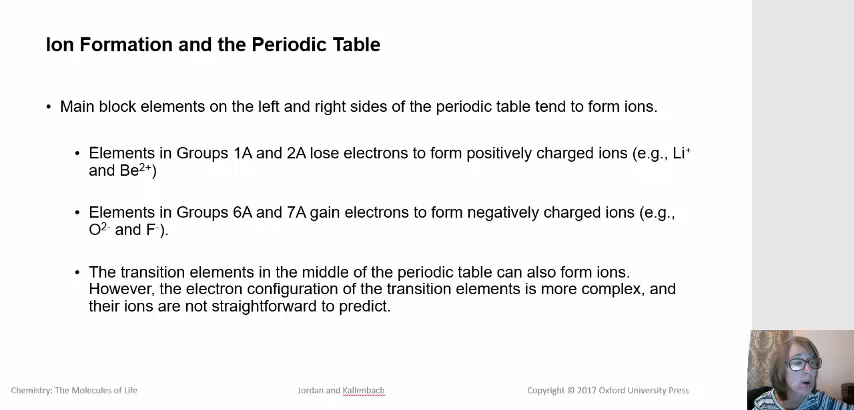 Ion Formation and the Periodic Table
• Main block elements on the left and right sides of the periodic table tend to form ions.
• Elements in Groups 1A and 2A lose electrons to form positively charged ions (e.g., Li⁺
and Be²⁺)
• Elements in Groups 6A and 7A gain electrons to form negatively charged ions (e.g.,
O²⁻ and F⁻).
• The transition elements in the middle of the periodic table can also form ions.
However, the electron configuration of the transition elements is more complex, and
their ions are not straightforward to predict.
Chemistry: The Molecules of Life
Jordan and Kallenbach
Copyright © 2017 Oxford University Press